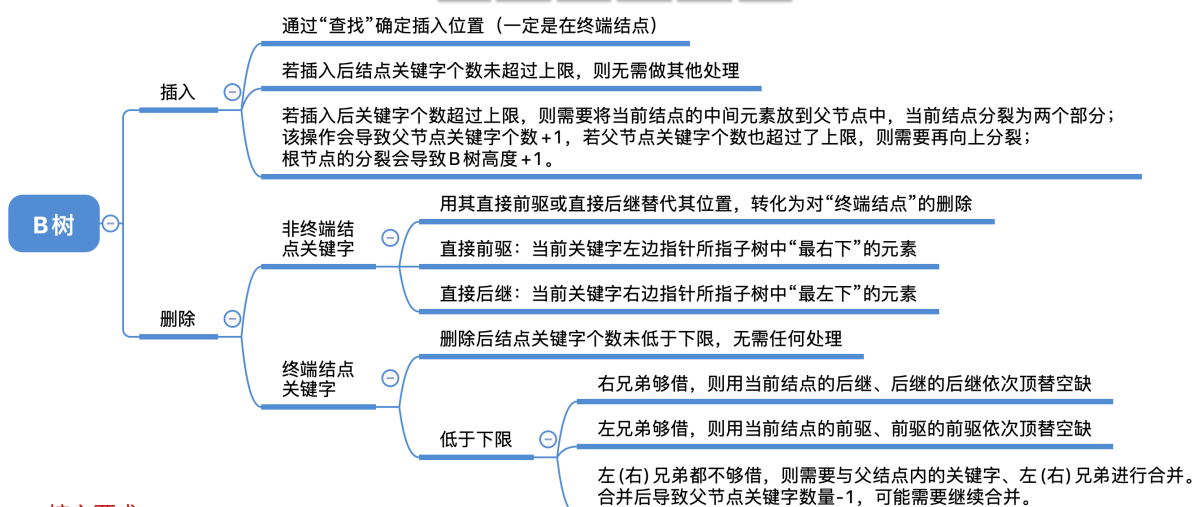 通过“查找”确定插入位置（一定是在终端结点）
插入
若插入后结点关键字个数未超过上限，则无需做其他处理
若插入后关键字个数超过上限，则需要将当前结点的中间元素放到父节点中，当前结点分裂为两个部分；
该操作会导致父节点关键字个数+1，若父节点关键字个数也超过了上限，则需要再向上分裂；
根节点的分裂会导致B树高度+1。
B树
删除
非终端结
点关键字
用其直接前驱或直接后继替代其位置，转化为对“终端结点”的删除
直接前驱：当前关键字左边指针所指子树中“最右下”的元素
直接后继：当前关键字右边指针所指子树中“最左下”的元素
终端结点
关键字
删除后结点关键字个数未低于下限，无需任何处理
低于下限
右兄弟够借，则用当前结点的后继、后继的后继依次顶替空缺
左兄弟够借，则用当前结点的前驱、前驱的前驱依次顶替空缺
左(右)兄弟都不够借，则需要与父结点内的关键字、左(右)兄弟进行合并。
合并后导致父节点关键字数量-1，可能需要继续合并。